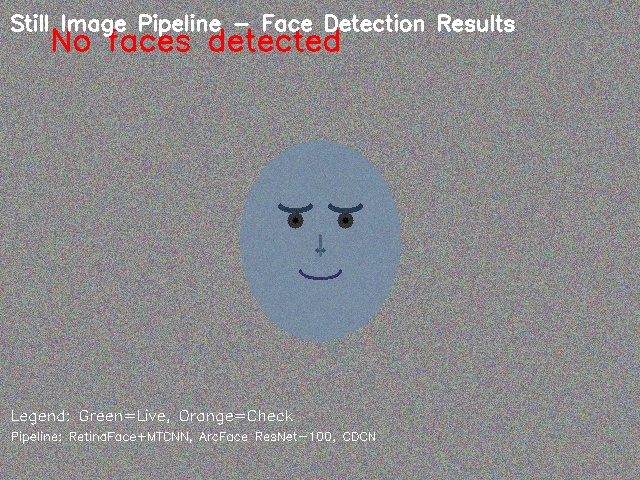 Still Image Pipeline - Face Detection Results
No faces detected
Legend: Green=Live, Orange=Check
Pipeline: RetinaFace+MTCNN, ArcFace ResNet-100, CDCN